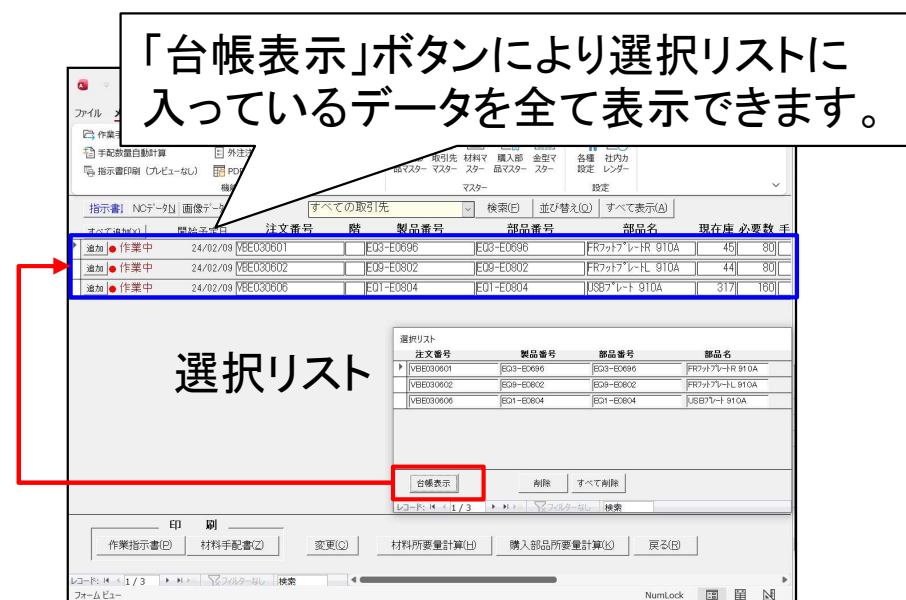 「台帳表示」ボタンにより選択リストに
入っているデータを全て表示できます。
ファイル
作業手
手配数量自動計算
外注注
指示書印刷 (プレビューなし)
PDF
機能
取引先 材料マ 購入部 金型マ 各種 社内カ
品マスター マスター スター 品マスター スター 設定 レンダー
マスター
設定
指示書I NCデータN 画像データ すべての取引先 検索(F) 並び替え(O) すべて表示(A)
すべて追加(X) 開始予定日 注文番号 階 製品番号 部品番号 部品名 現在庫 必要数 手
追加 ●作業中 24/02/09 VBE030601 EQ3-E0696 EQ3-E0696 FRフットプレートR 910A 45 80
追加 ●作業中 24/02/09 VBE030602 EQ9-E0802 EQ9-E0802 FRフットプレートL 910A 44 80
追加 ●作業中 24/02/09 VBE030606 EQ1-E0804 EQ1-E0804 USBプレート 910A 317 160
選択リスト
選択リスト
注文番号 製品番号 部品番号 部品名
VBE030601 EQ3-E0696 EQ3-E0696 FRフットプレートR 910A
VBE030602 EQ9-E0802 EQ9-E0802 FRフットプレートL 910A
VBE030606 EQ1-E0804 EQ1-E0804 USBプレート 910A
台帳表示 削除 すべて削除
レコード: 1 / 3 フィルターなし 検索
印 刷
作業指示書(P) 材料手配書(Z) 変更(C) 材料所要量計算(H) 購入部品所要量計算(K) 戻る(R)
レコード: 1 / 3 フィルターなし 検索
フォーム ビュー NumLock